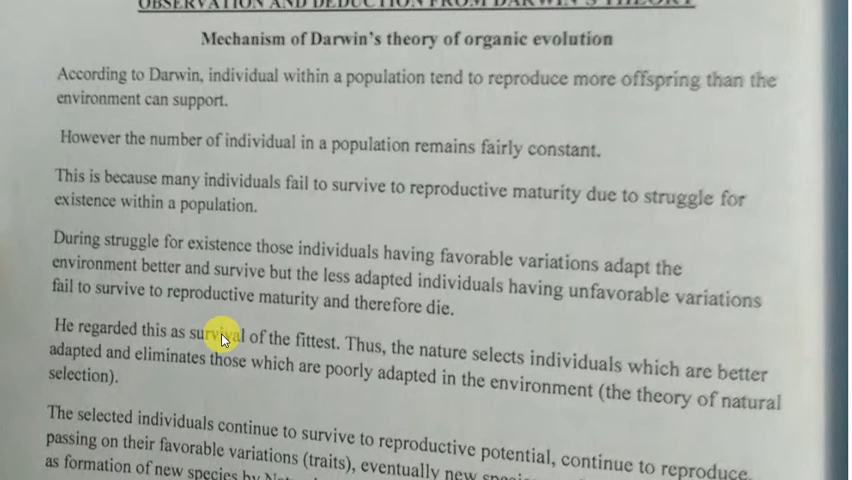 OBSERVATION AND DEDUCTION FROM DARWIN'S THEORY
Mechanism of Darwin's theory of organic evolution
According to Darwin, individual within a population tend to reproduce more offspring than the
environment can support.
However the number of individual in a population remains fairly constant.
This is because many individuals fail to survive to reproductive maturity due to struggle for
existence within a population.
During struggle for existence those individuals having favorable variations adapt the
environment better and survive but the less adapted individuals having unfavorable variations
fail to survive to reproductive maturity and therefore die.
He regarded this as survival of the fittest. Thus, the nature selects individuals which are better
adapted and eliminates those which are poorly adapted in the environment (the theory of natural
selection).
The selected individuals continue to survive to reproductive potential, continue to reproduce,
passing on their favorable variations (traits), eventually new
as formation of new species by